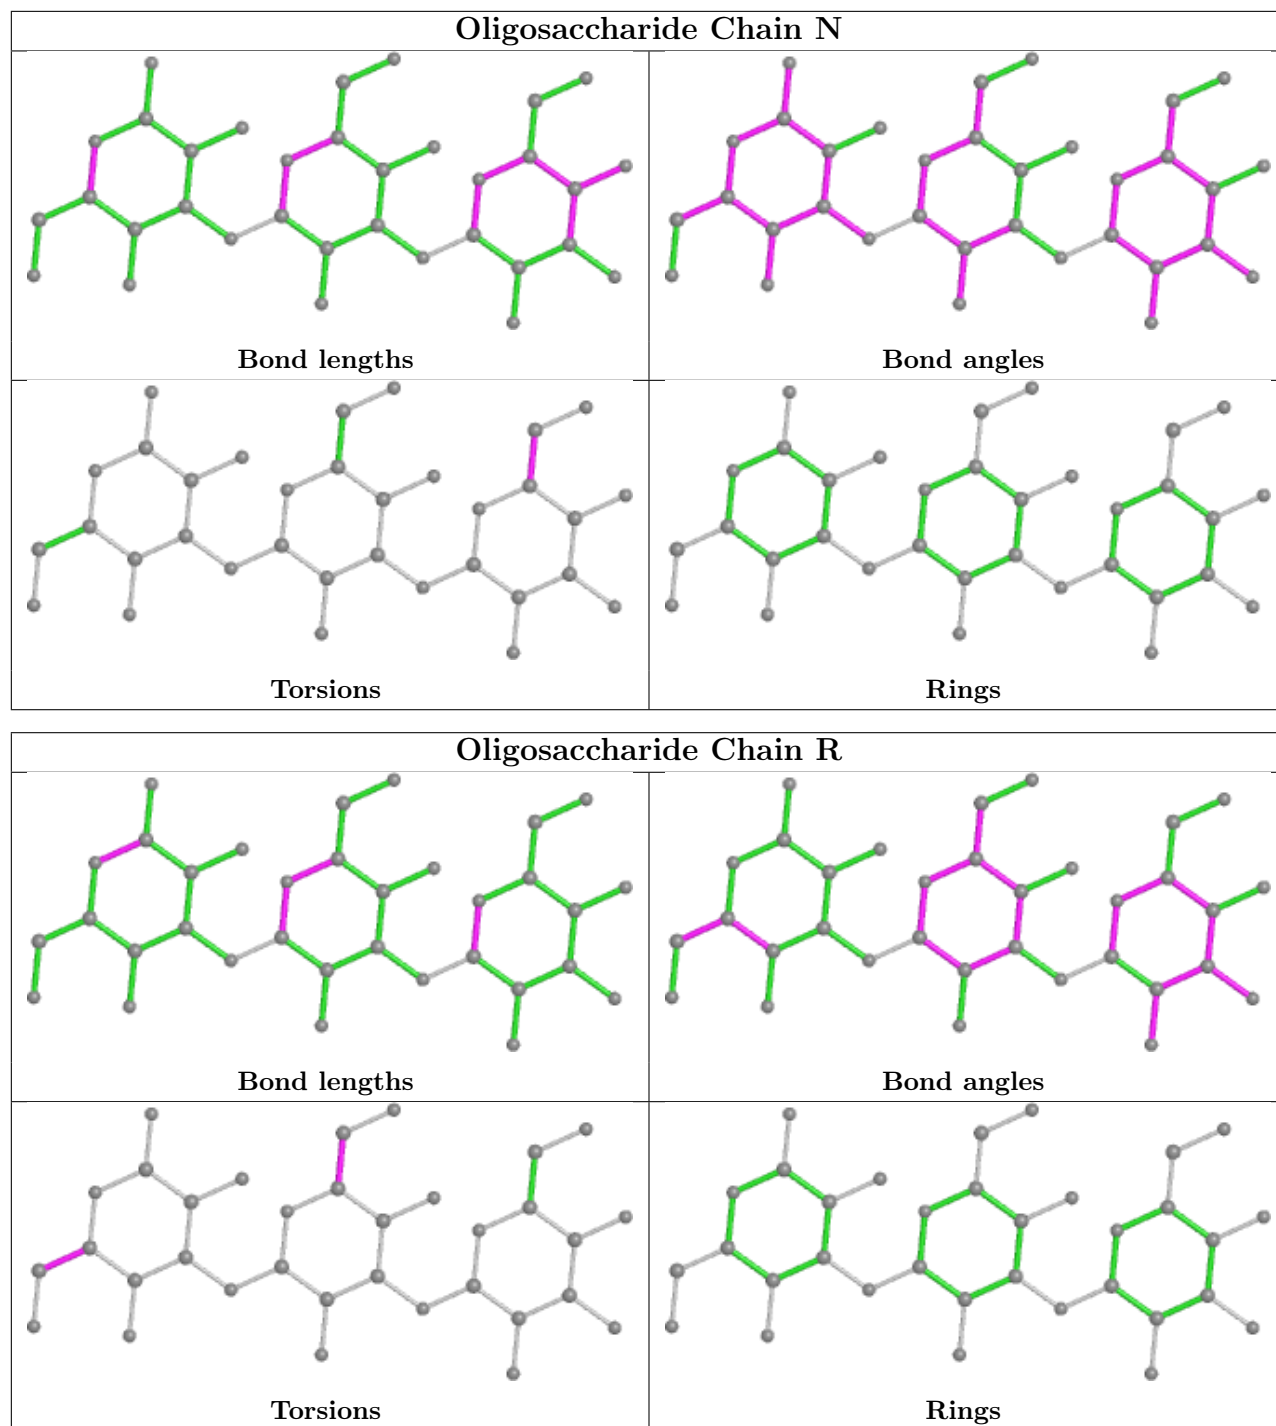 Oligosaccharide Chain N
Bond lengths
Bond angles
Torsions
Rings
Oligosaccharide Chain R
Bond lengths
Bond angles
Torsions
Rings